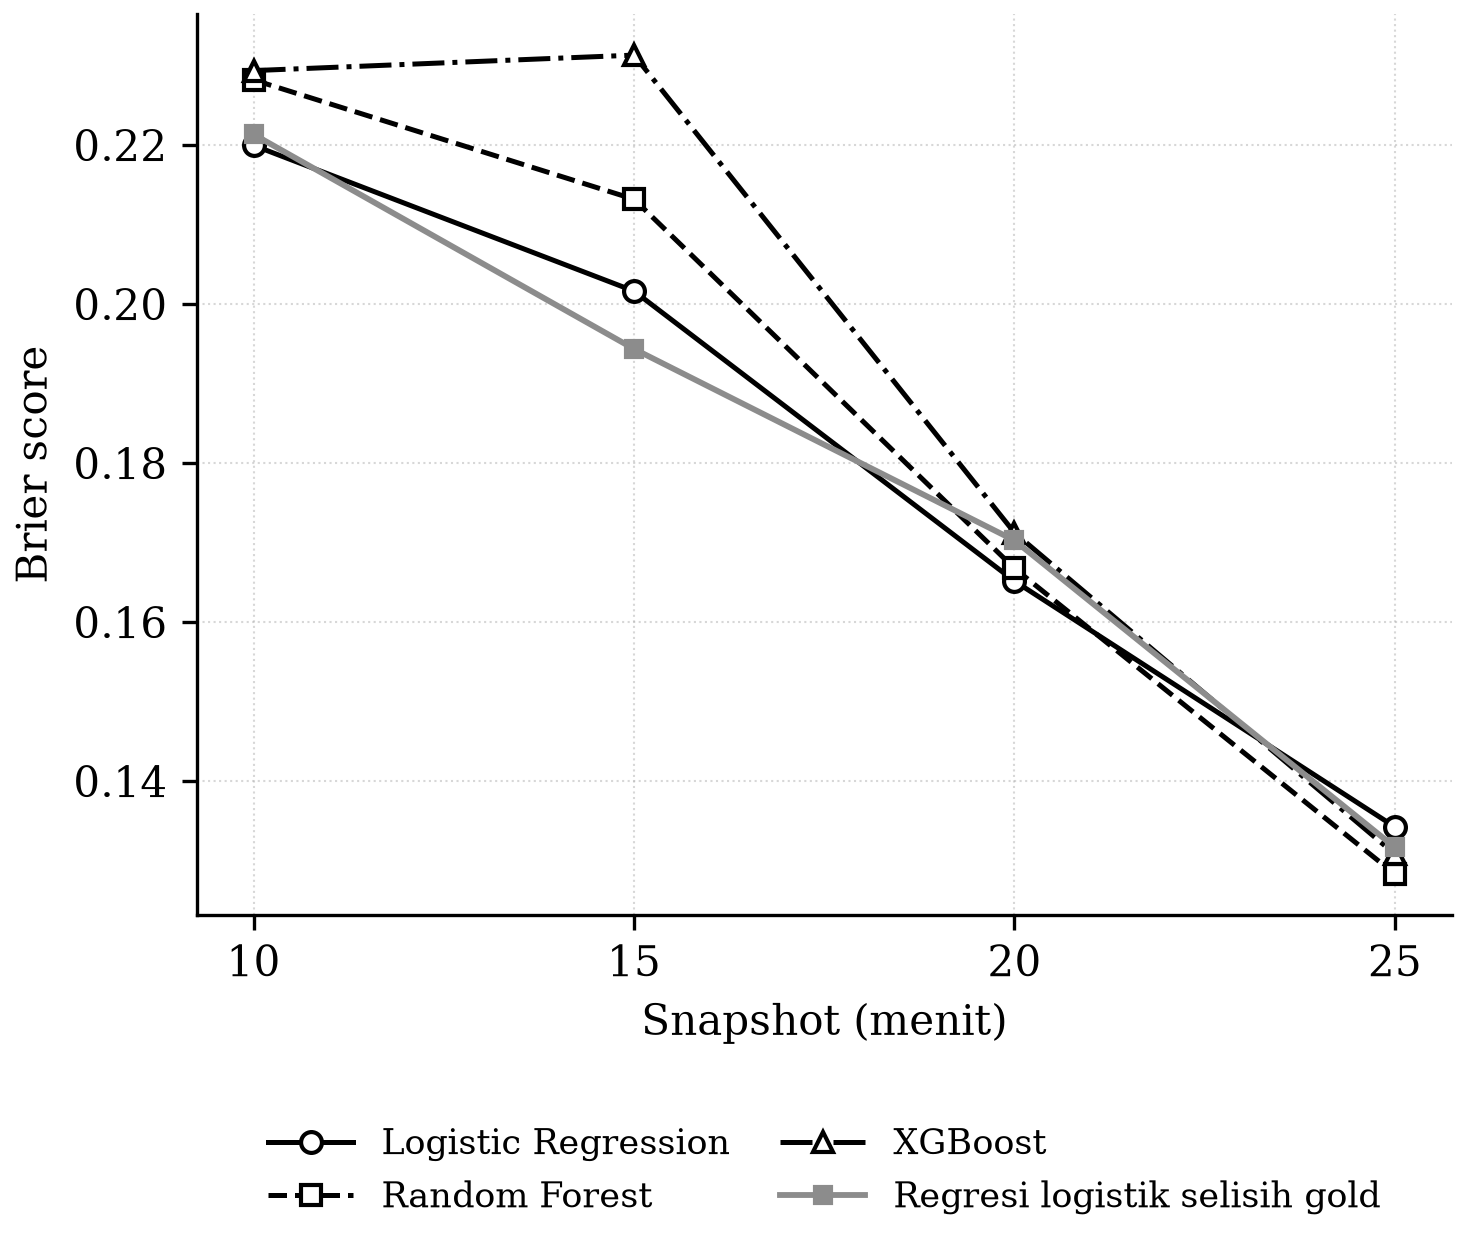 0.22
0.20
0.18
0.16
0.14
Brier score
10 15 20 25
Snapshot (menit)
Logistic Regression
Random Forest
XGBoost
Regresi logistik selisih gold